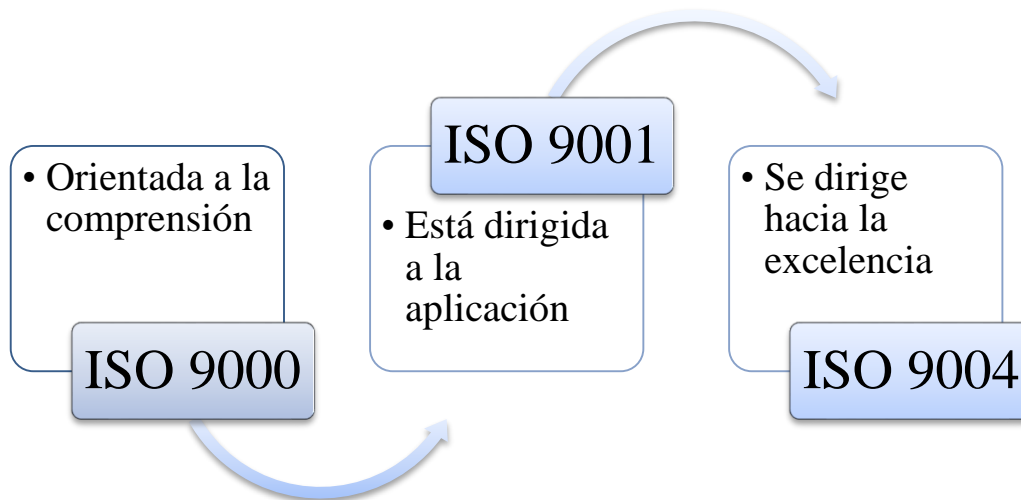 • Orientada a la
comprensión
ISO 9000
ISO 9001
• Está dirigida
a la
aplicación
• Se dirige
hacia la
excelencia
ISO 9004